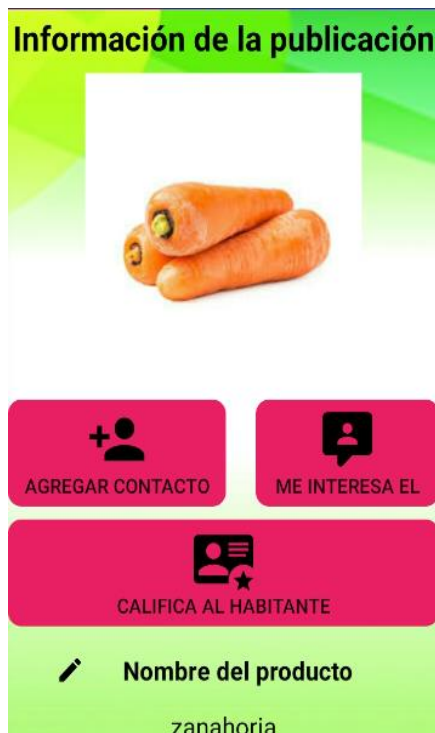 Información de la publicación
AGREGAR CONTACTO
ME INTERESA EL
CALIFICA AL HABITANTE
Nombre del producto
zanahoria